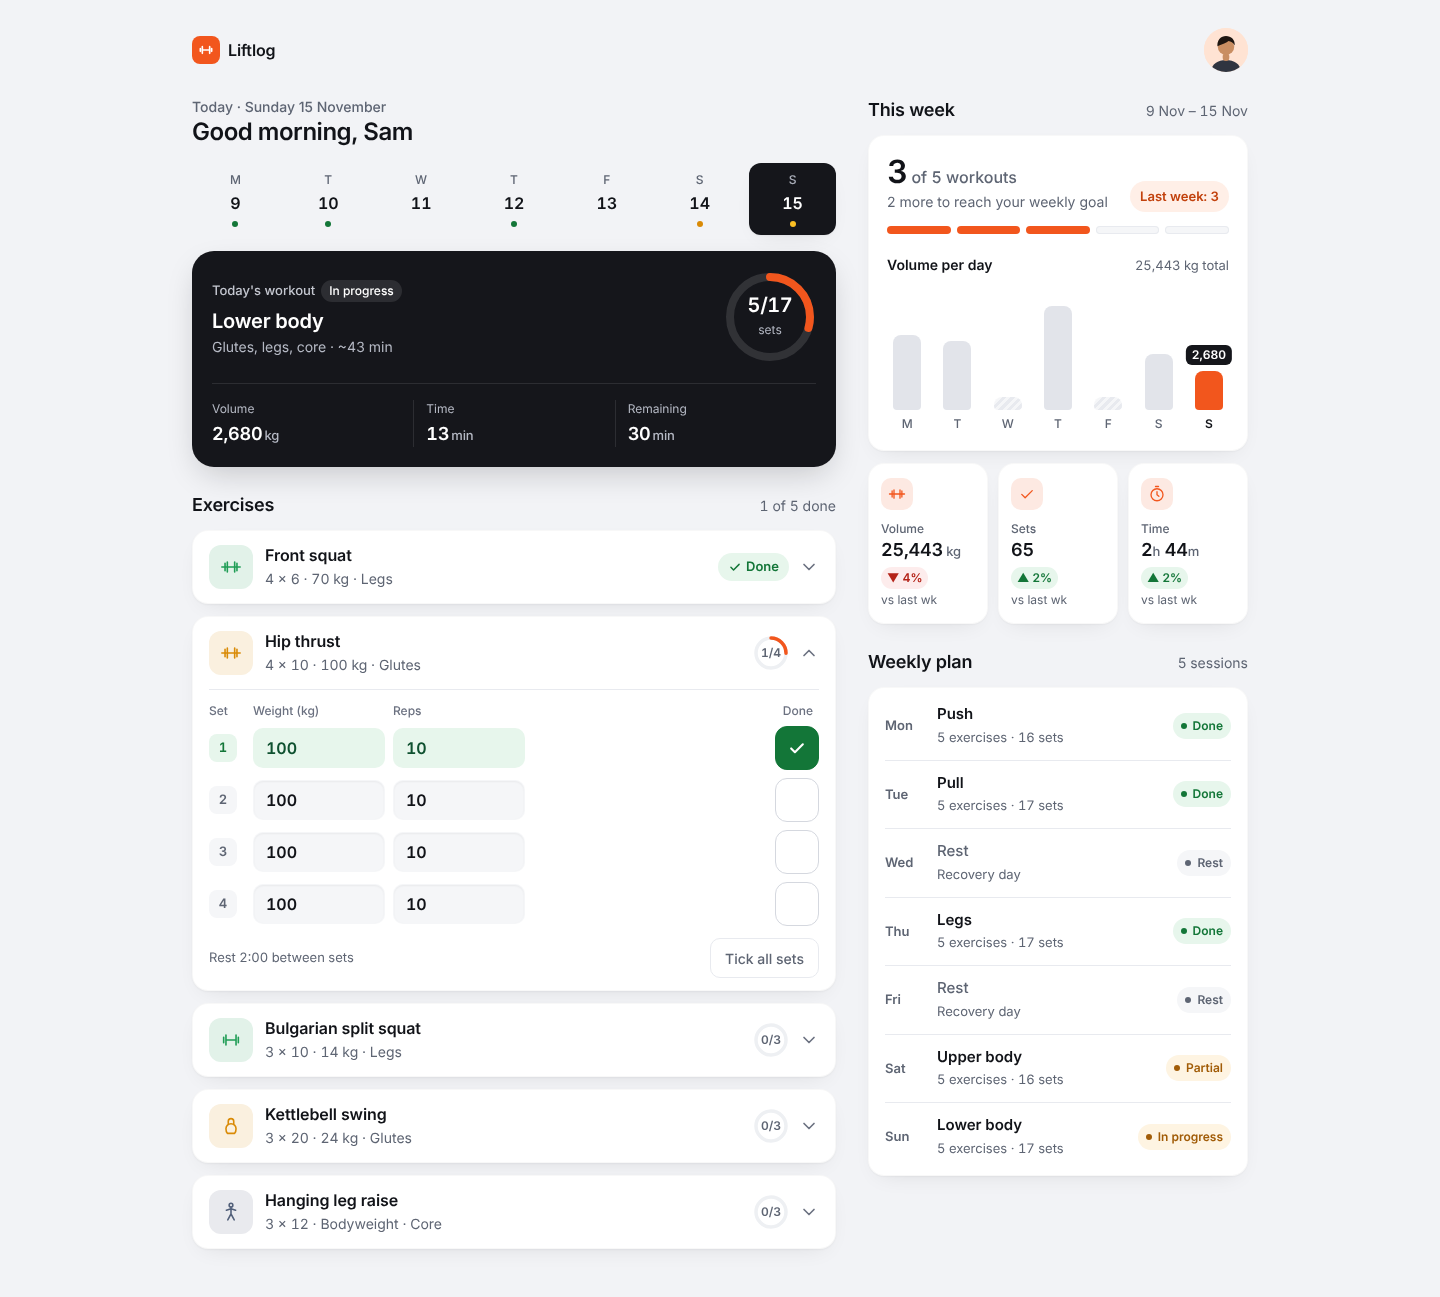 Liftlog
Today · Sunday 15 November
Good morning, Sam
M T W T F S S
9 10 11 12 13 14 15
Today's workout In progress
Lower body
Glutes, legs, core · ~43 min
5/17
sets
Volume Time Remaining
2,680 kg 13 min 30 min
Exercises 1 of 5 done
Front squat
4 × 6 · 70 kg · Legs
Done
Hip thrust
4 × 10 · 100 kg · Glutes
1/4
Set Weight (kg) Reps Done
1 100 10
2 100 10
3 100 10
4 100 10
Rest 2:00 between sets Tick all sets
Bulgarian split squat
3 × 10 · 14 kg · Legs
0/3
Kettlebell swing
3 × 20 · 24 kg · Glutes
0/3
Hanging leg raise
3 × 12 · Bodyweight · Core
0/3
This week 9 Nov – 15 Nov
3 of 5 workouts
2 more to reach your weekly goal
Last week: 3
Volume per day 25,443 kg total
2,680
M T W T F S S
Volume
25,443 kg
▼ 4%
vs last wk
Sets
65
▲ 2%
vs last wk
Time
2h 44m
▲ 2%
vs last wk
Weekly plan 5 sessions
Mon
Push
5 exercises · 16 sets
Done
Tue
Pull
5 exercises · 17 sets
Done
Wed
Rest
Recovery day
Rest
Thu
Legs
5 exercises · 17 sets
Done
Fri
Rest
Recovery day
Rest
Sat
Upper body
5 exercises · 16 sets
Partial
Sun
Lower body
5 exercises · 17 sets
In progress